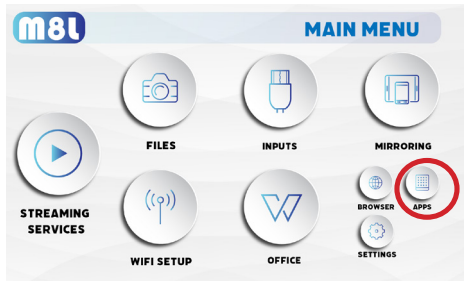 M8L
MAIN MENU
FILES
INPUTS
MIRRORING
STREAMING
SERVICES
WIFI SETUP
OFFICE
BROWSER
APPS
SETTINGS